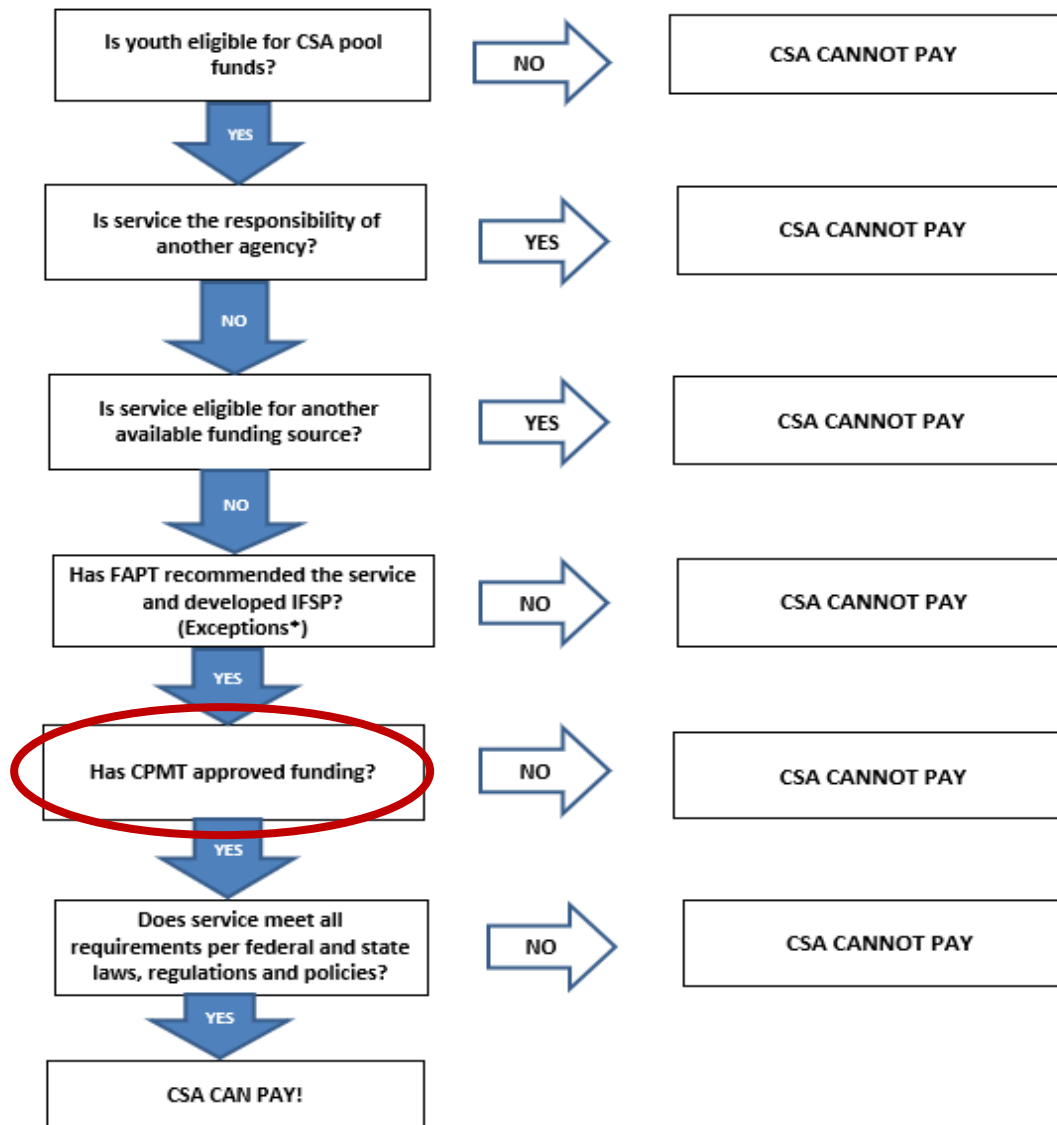 Is youth eligible for CSA pool
funds?
NO
CSA CANNOT PAY
YES
Is service the responsibility of
another agency?
YES
CSA CANNOT PAY
NO
Is service eligible for another
available funding source?
YES
CSA CANNOT PAY
NO
Has FAPT recommended the service
and developed IFSP?
(Exceptions*)
NO
CSA CANNOT PAY
YES
Has CPMT approved funding?
NO
CSA CANNOT PAY
YES
Does service meet all
requirements per federal and state
laws, regulations and policies?
NO
CSA CANNOT PAY
YES
CSA CAN PAY!